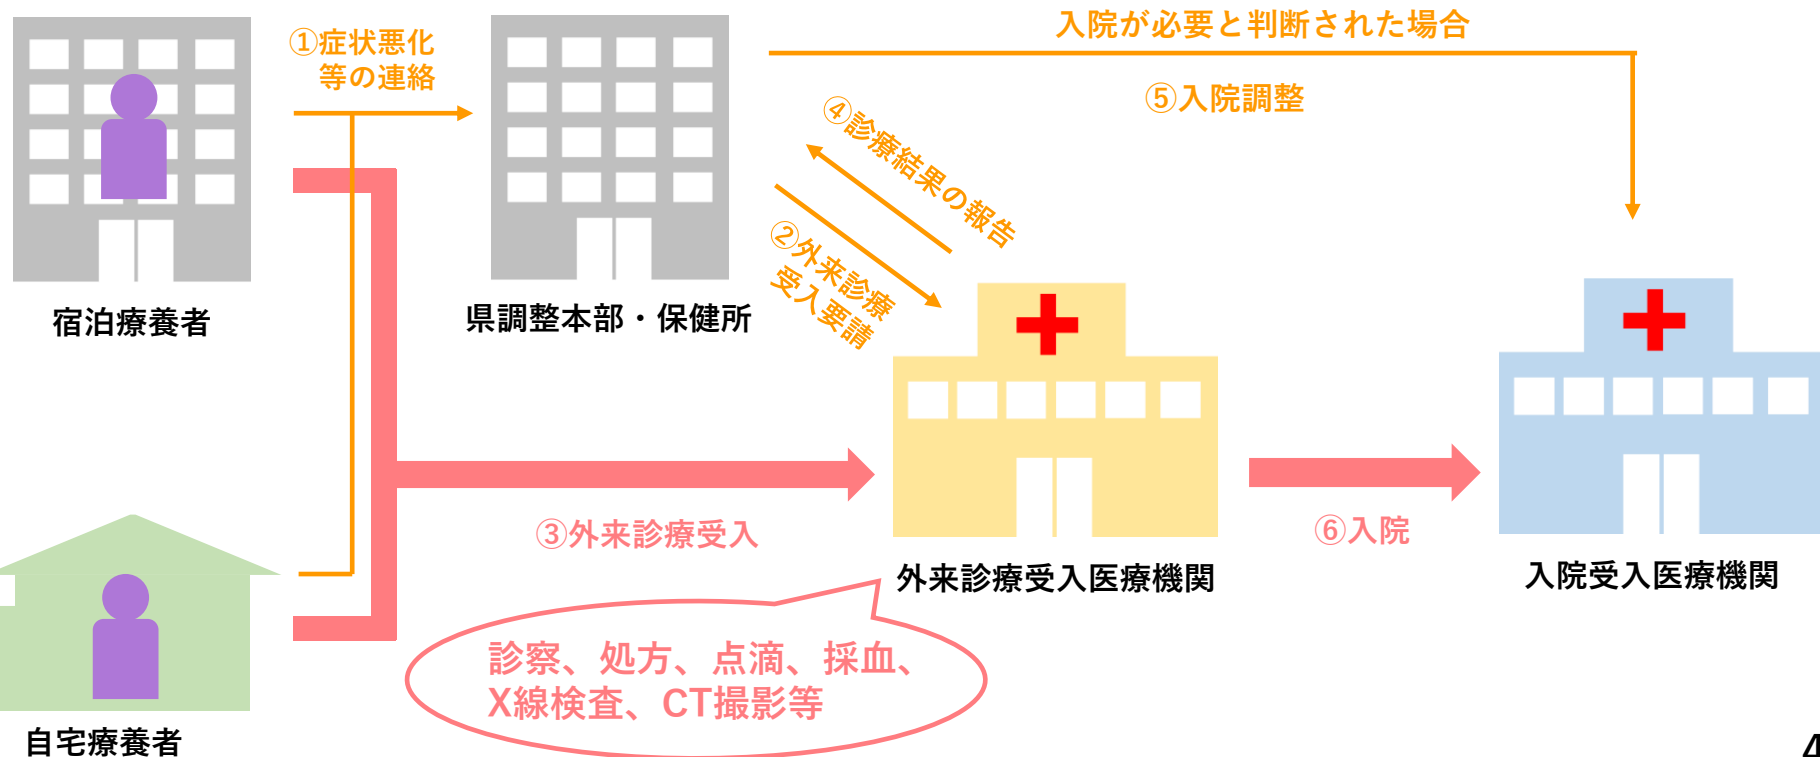 ①症状悪化
等の連絡
入院が必要と判断された場合
⑤入院調整
④診療結果の報告
②外来診療
受入要請
宿泊療養者
県調整本部・保健所
③外来診療受入
⑥入院
外来診療受入医療機関
入院受入医療機関
診察、処方、点滴、採血、
X線検査、CT撮影等
自宅療養者
4